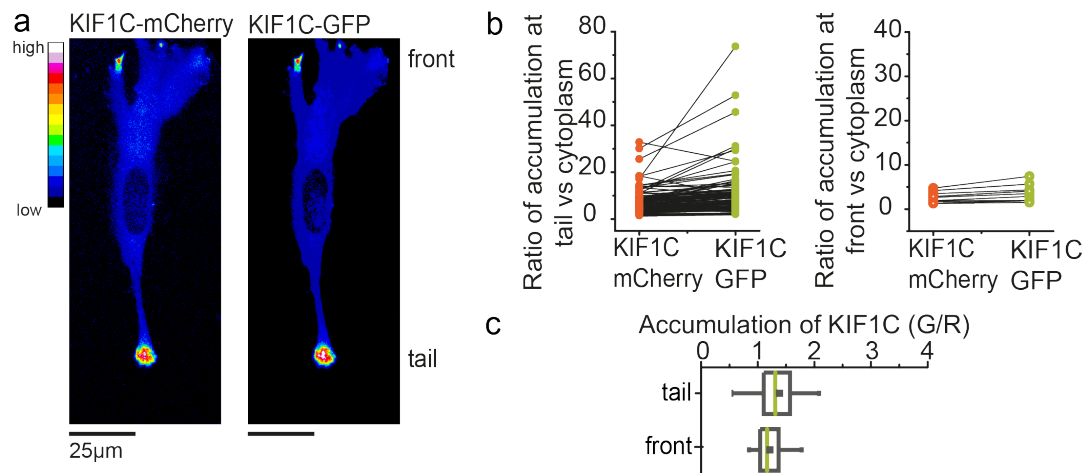 a
KIF1C-mCherry
KIF1C-GFP
high
low
front
tail
25µm
b
Ratio of accumulation at
tail vs cytoplasm
80
60
40
20
0
KIF1C
mCherry
KIF1C
GFP
Ratio of accumulation at
front vs cytoplasm
40
30
20
10
0
KIF1C
mCherry
KIF1C
GFP
c
Accumulation of KIF1C (G/R)
0 1 2 3 4
tail
front